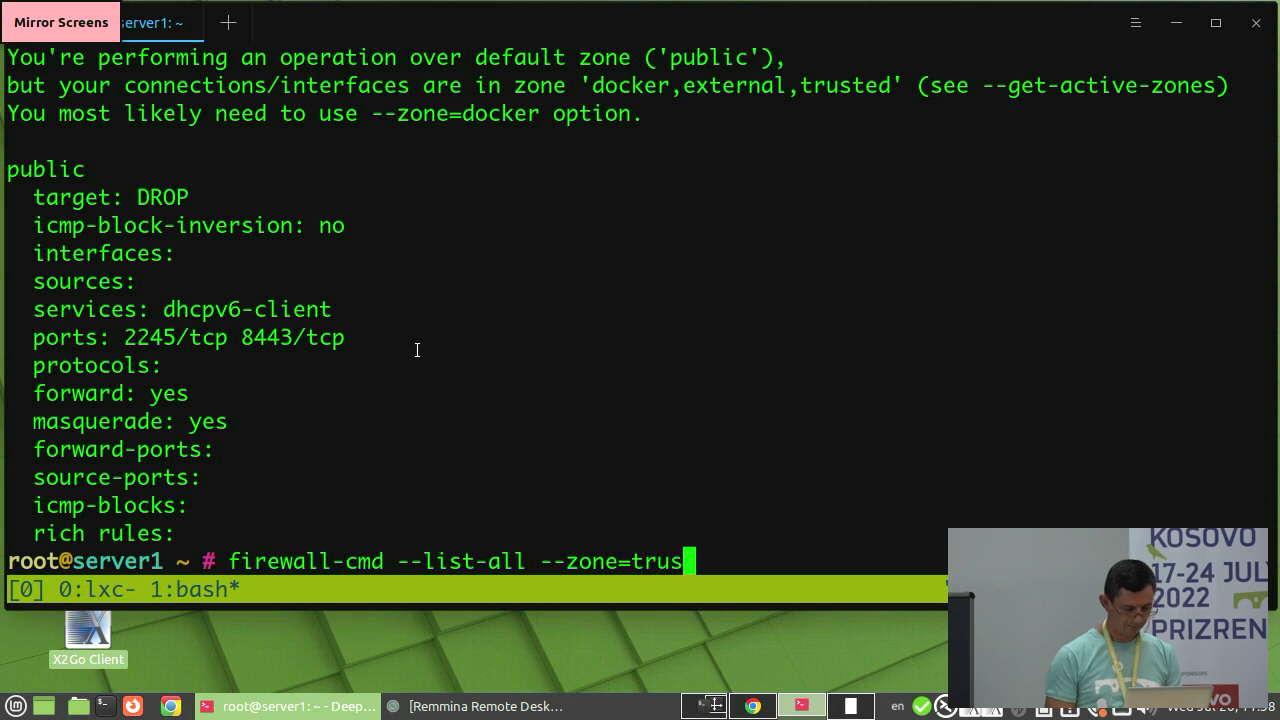 Mirror Screens
server1: ~
You're performing an operation over default zone ('public'),
but your connections/interfaces are in zone 'docker,external,trusted' (see --get-active-zones)
You most likely need to use --zone=docker option.
public
target: DROP
icmp-block-inversion: no
interfaces:
sources:
services: dhcpv6-client
ports: 2245/tcp 8443/tcp
protocols:
forward: yes
masquerade: yes
forward-ports:
source-ports:
icmp-blocks:
rich rules:
root@server1 ~ # firewall-cmd --list-all --zone=trus
[0] 0:lxc- 1:bash*
KOSOVO
17-24 JUL
2022
PRIZREN
X2Go Client
root@server1: ~ - Deep...
[Remmina Remote Desk...
en